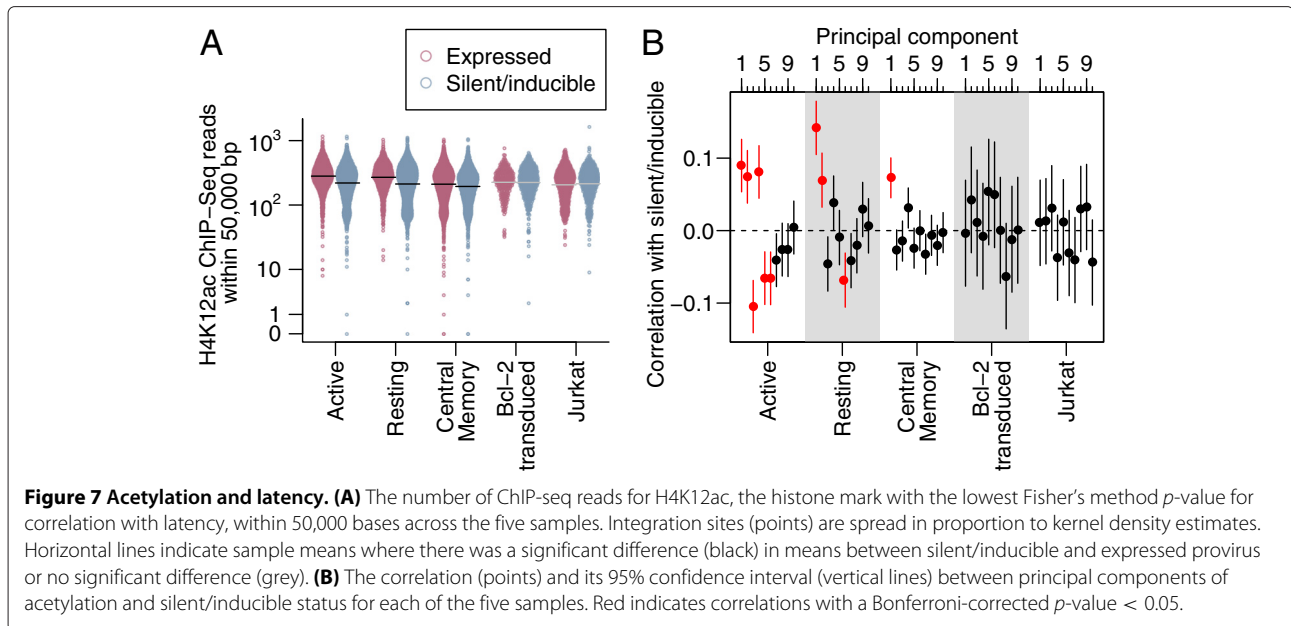 A
Expressed
Silent/inducible
H4K12ac ChIP−Seq reads
within 50,000 bp
10³
10²
10
1
0
Active
Resting
Central
Memory
Bcl−2
transduced
Jurkat
B
Principal component
1 5 9 1 5 9 1 5 9 1 5 9 1 5 9
Correlation with silent/inducible
0.1
0.0
−0.1
Active
Resting
Central
Memory
Bcl−2
transduced
Jurkat
Figure 7 Acetylation and latency. (A) The number of ChIP-seq reads for H4K12ac, the histone mark with the lowest Fisher's method p-value for
correlation with latency, within 50,000 bases across the five samples. Integration sites (points) are spread in proportion to kernel density estimates.
Horizontal lines indicate sample means where there was a significant difference (black) in means between silent/inducible and expressed provirus
or no significant difference (grey). (B) The correlation (points) and its 95% confidence interval (vertical lines) between principal components of
acetylation and silent/inducible status for each of the five samples. Red indicates correlations with a Bonferroni-corrected p-value < 0.05.